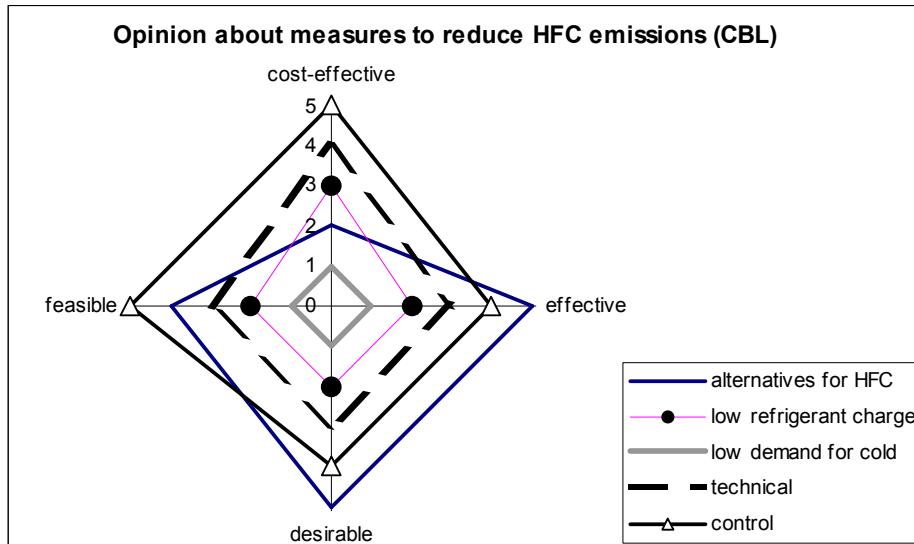 Opinion about measures to reduce HFC emissions (CBL)
cost-effective
5
4
3
2
1
0
feasible
effective
desirable
alternatives for HFC
low refrigerant charge
low demand for cold
technical
control